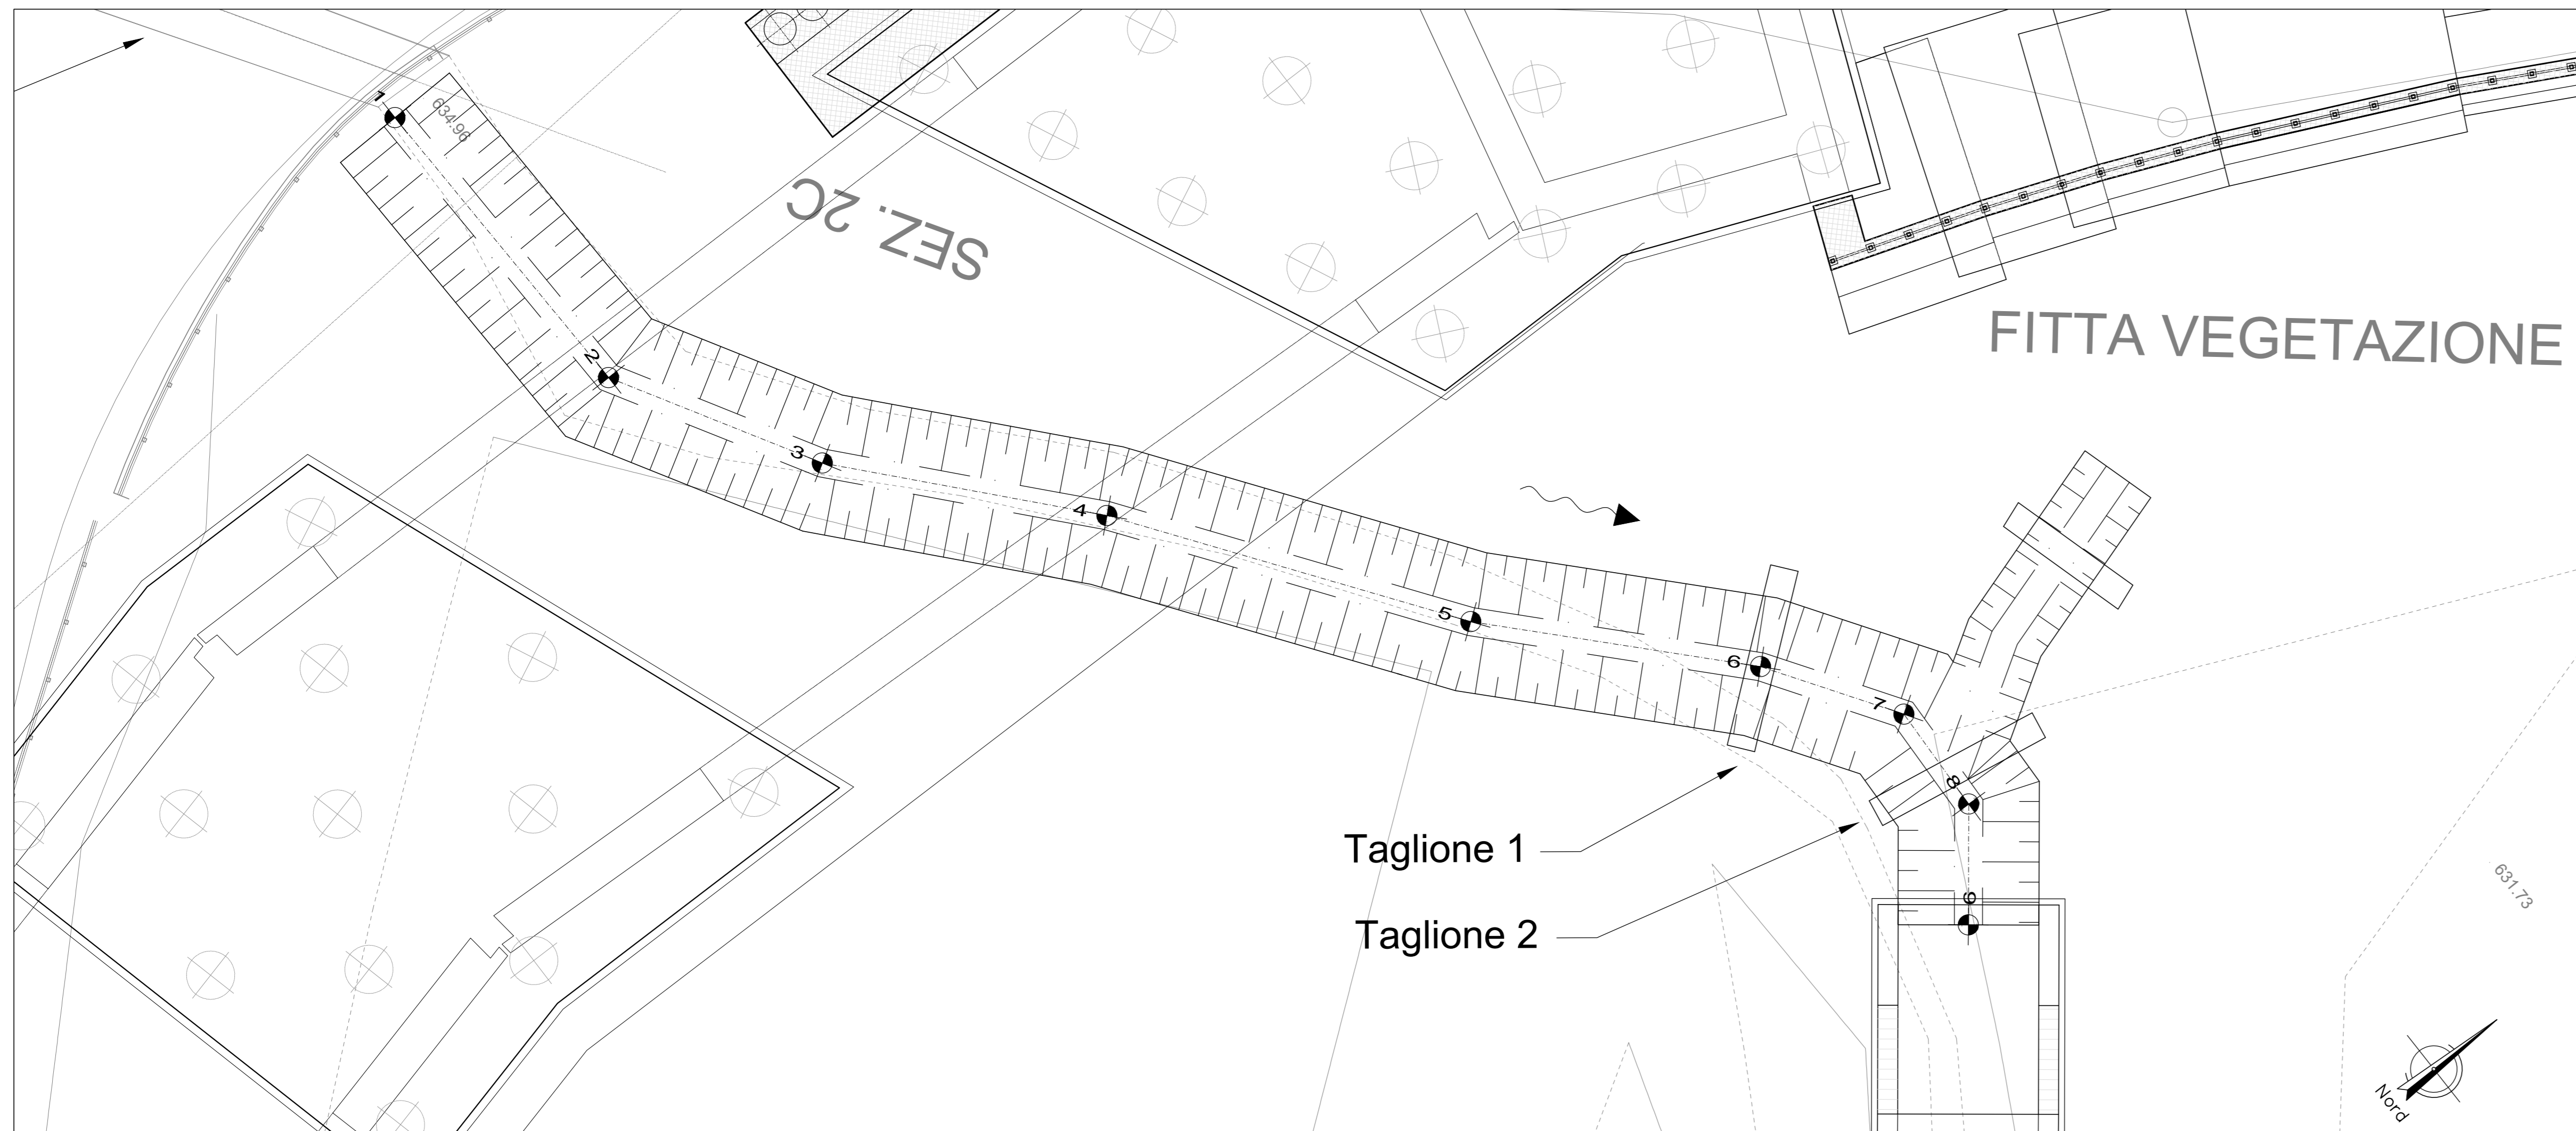 1
634.96
SEZ. 2C
FITTA VEGETAZIONE
2
3
4
5
6
7
8
9
Taglione 1
Taglione 2
631.73
Nord